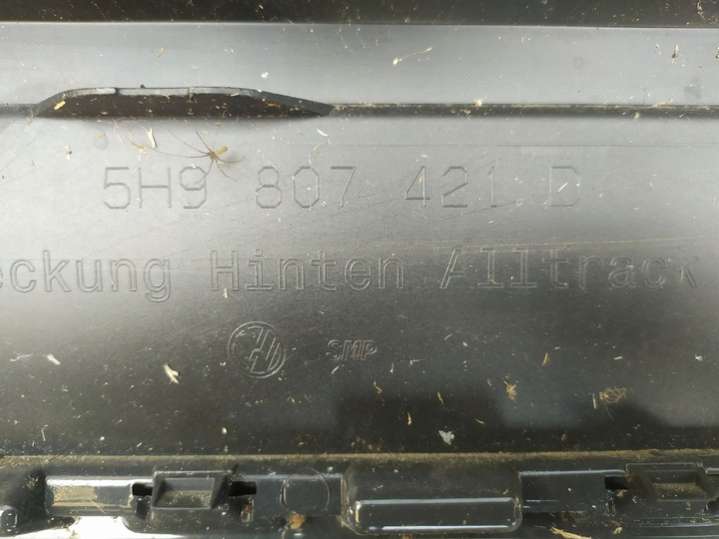 5H9 807 421 D
eckung Hinten Alltrack
SMP